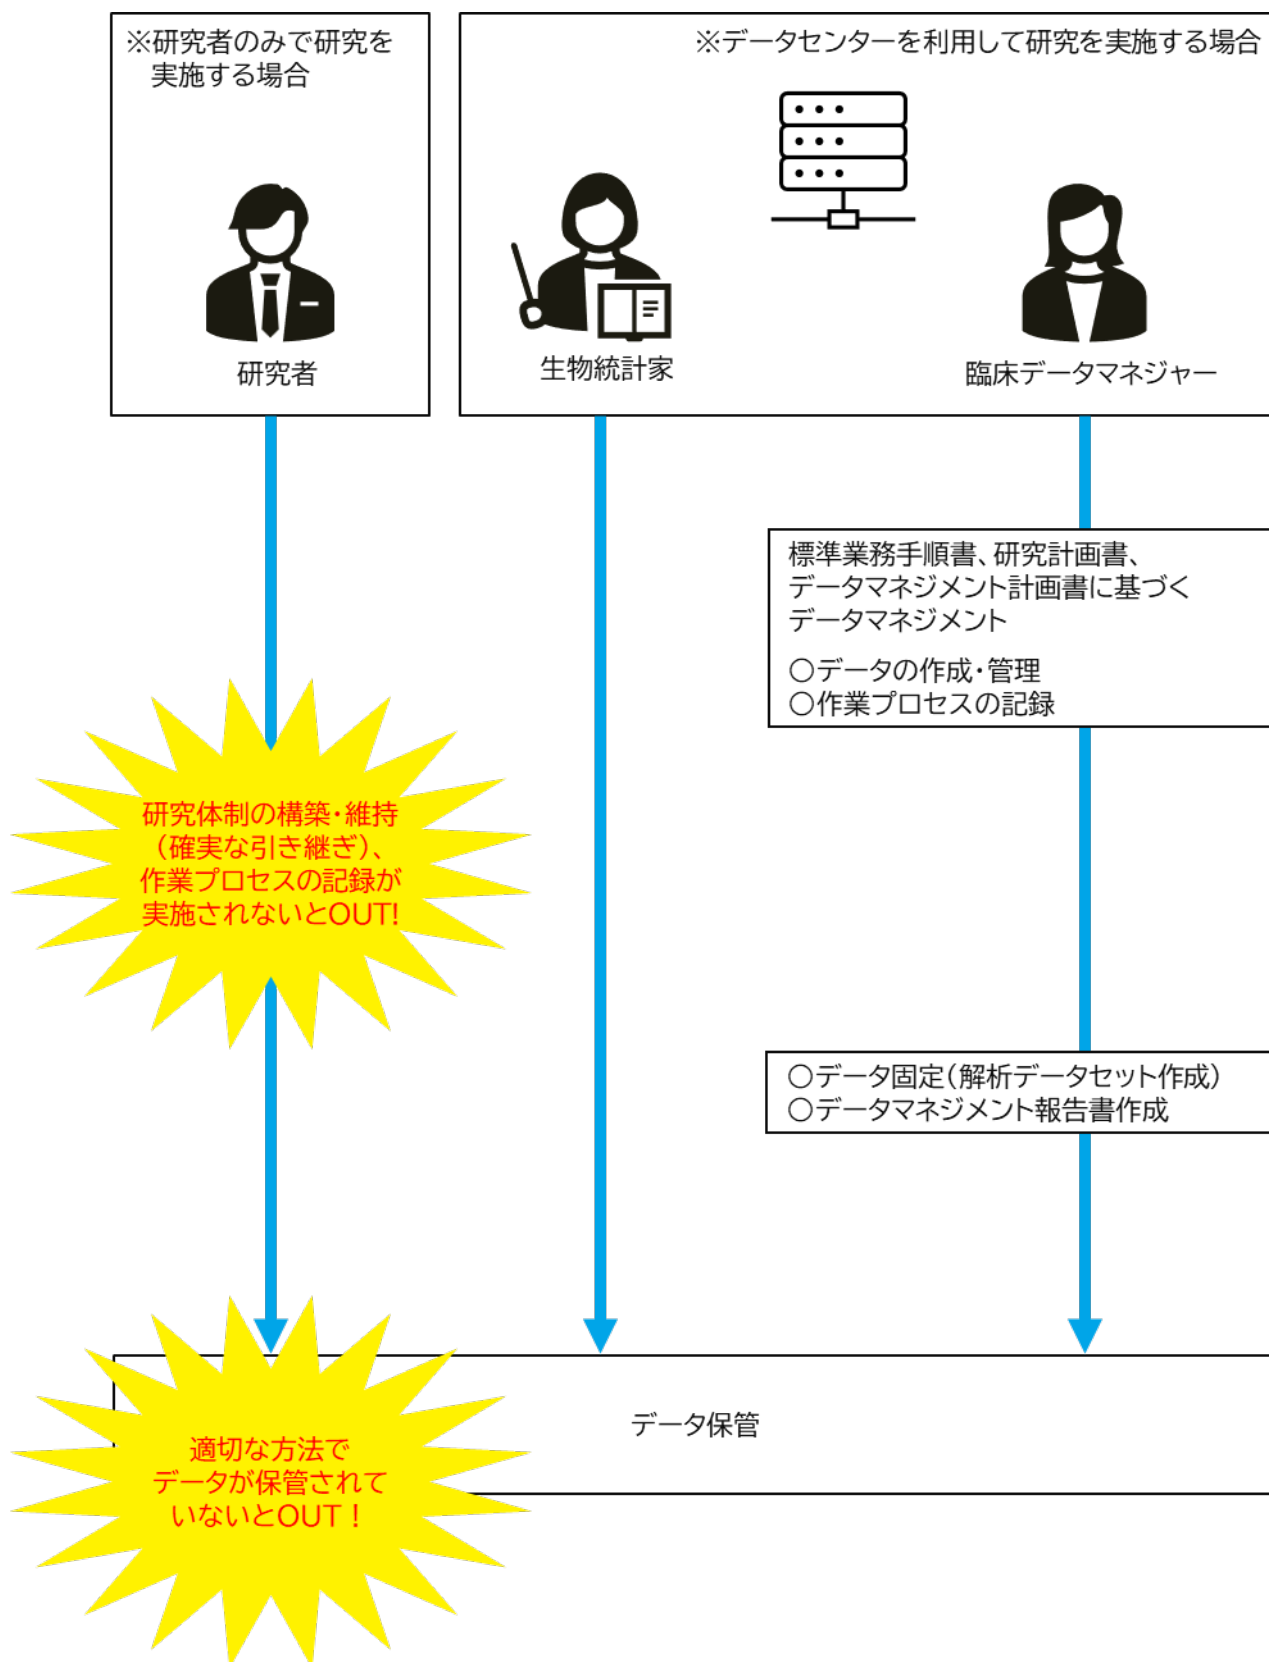 ※研究者のみで研究を
実施する場合
※データセンターを利用して研究を実施する場合
研究者
生物統計家
臨床データマネジャー
標準業務手順書、研究計画書、
データマネジメント計画書に基づく
データマネジメント
○データの作成・管理
○作業プロセスの記録
研究体制の構築・維持
（確実な引き継ぎ）、
作業プロセスの記録が
実施されないとOUT!
○データ固定（解析データセット作成）
○データマネジメント報告書作成
データ保管
適切な方法で
データが保管されて
いないとOUT！